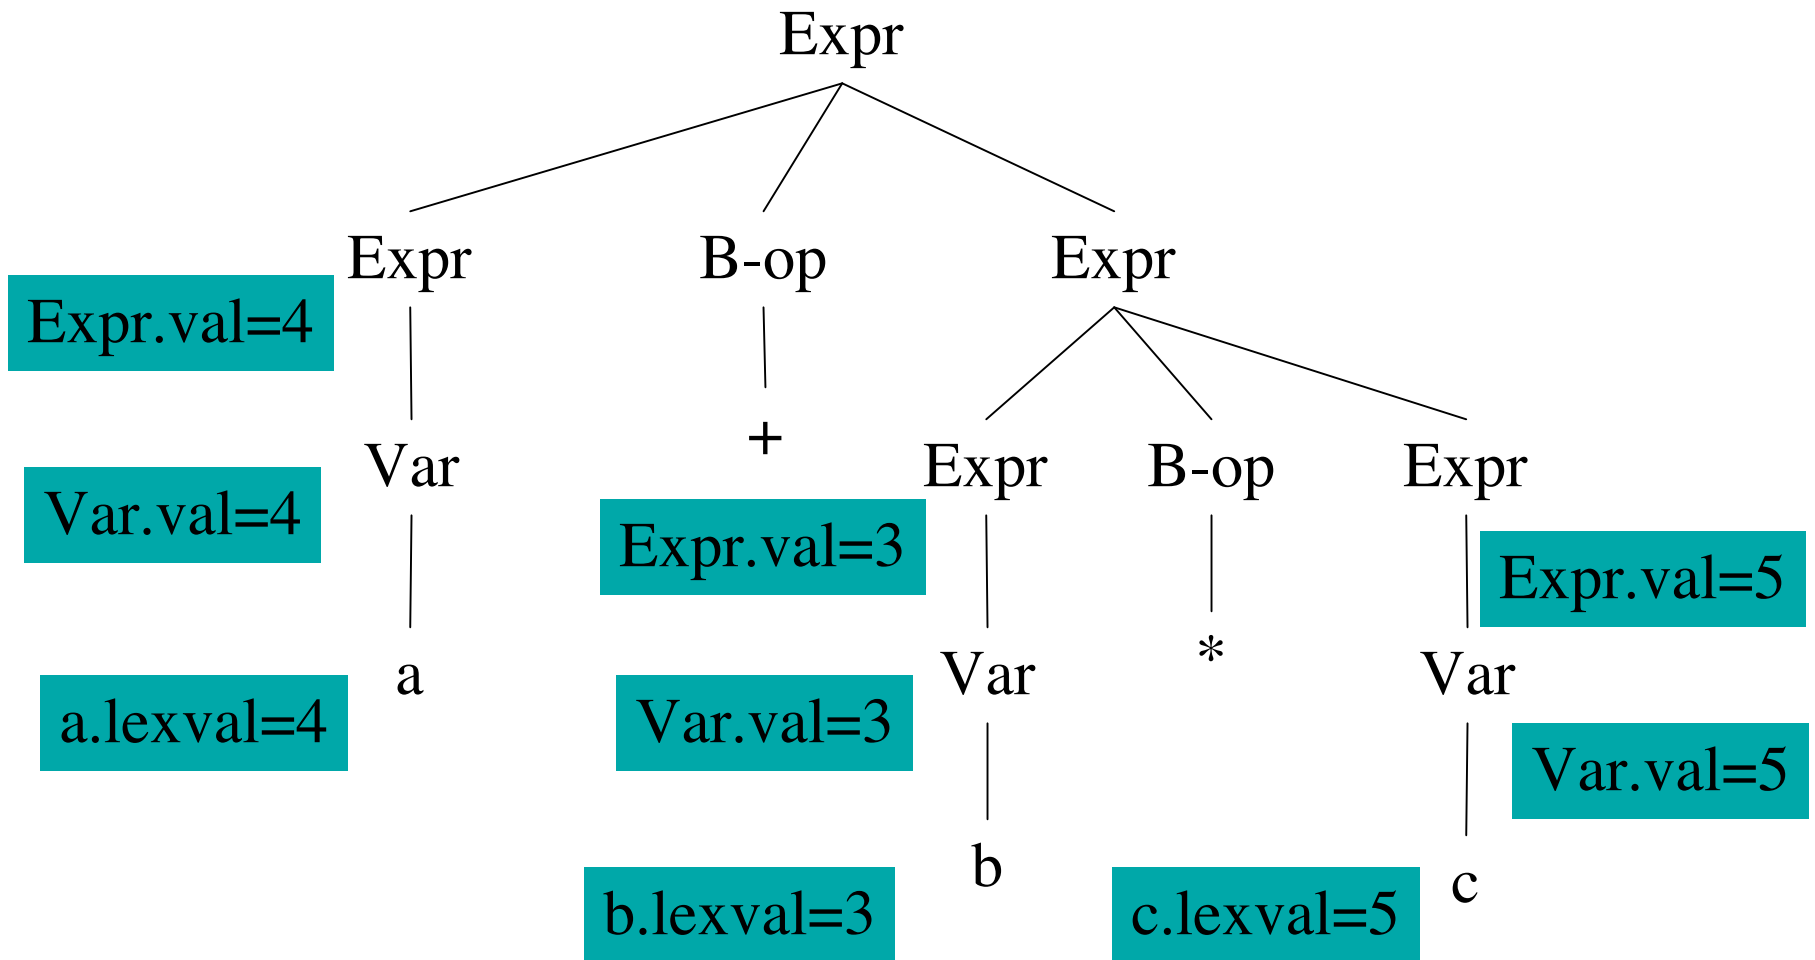 Expr
Expr
B-op
Expr
Expr.val=4
Var
+
Expr
B-op
Expr
Var.val=4
Expr.val=3
Expr.val=5
a
Var
*
Var
a.lexval=4
Var.val=3
Var.val=5
b
c
b.lexval=3
c.lexval=5